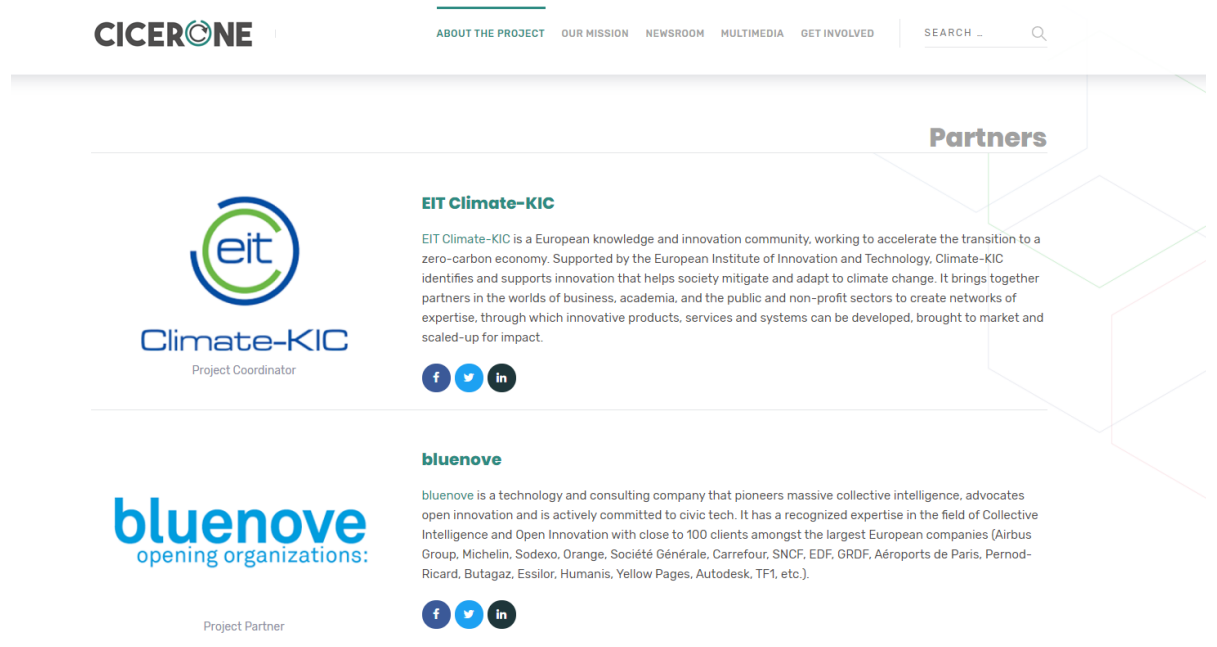 CICERONE
ABOUT THE PROJECT OUR MISSION NEWSROOM MULTIMEDIA GET INVOLVED SEARCH ...
Partners
eit
Climate-KIC
Project Coordinator
EIT Climate-KIC
EIT Climate-KIC is a European knowledge and innovation community, working to accelerate the transition to a
zero-carbon economy. Supported by the European Institute of Innovation and Technology, Climate-KIC
identifies and supports innovation that helps society mitigate and adapt to climate change. It brings together
partners in the worlds of business, academia, and the public and non-profit sectors to create networks of
expertise, through which innovative products, services and systems can be developed, brought to market and
scaled-up for impact.
f in
bluenove
opening organizations:
Project Partner
bluenove
bluenove is a technology and consulting company that pioneers massive collective intelligence, advocates
open innovation and is actively committed to civic tech. It has a recognized expertise in the field of Collective
Intelligence and Open Innovation with close to 100 clients amongst the largest European companies (Airbus
Group, Michelin, Sodexo, Orange, Société Générale, Carrefour, SNCF, EDF, GRDF, Aéroports de Paris, Pernod-
Ricard, Butagaz, Essilor, Humanis, Yellow Pages, Autodesk, TF1, etc.).
f in